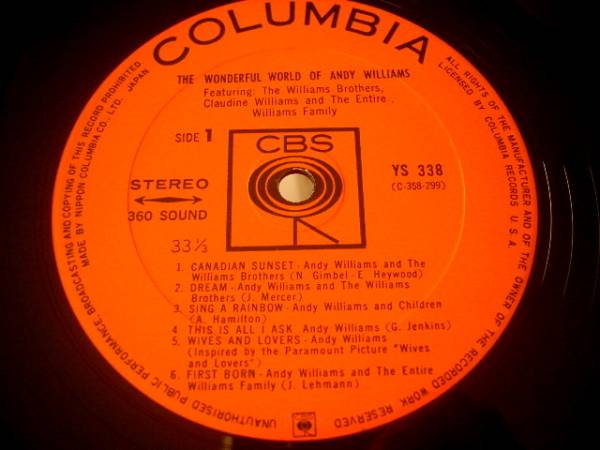 COLUMBIA
THE WONDERFUL WORLD OF ANDY WILLIAMS
Featuring: The Williams Brothers,
Claudine Williams and The Entire
Williams Family
SIDE 1
CBS
YS 338
(C-358-299)
STEREO
360 SOUND
33⅓
1. CANADIAN SUNSET - Andy Williams and The
Williams Brothers (N. Gimbel - E. Heywood)
2. DREAM - Andy Williams and The Williams
Brothers (J. Mercer)
3. SING A RAINBOW - Andy Williams and Children
(A. Hamilton)
4 THIS IS ALL I ASK Andy Williams (G. Jenkins)
5. WIVES AND LOVERS - Andy Williams
(Inspired by the Paramount Picture "Wives
and Lovers")
6. FIRST BORN - Andy Williams and The Entire
Williams Family (J. Lehmann)
ALL RIGHTS OF THE MANUFACTURER AND OF THE OWNER OF THE RECORDED WORK RESERVED
LICENSED BY COLUMBIA RECORDS U.S.A.
UNAUTHORISED PUBLIC PERFORMANCE, BROADCASTING AND COPYING OF THIS RECORD PROHIBITED
MADE BY NIPPON COLUMBIA CO., LTD. JAPAN